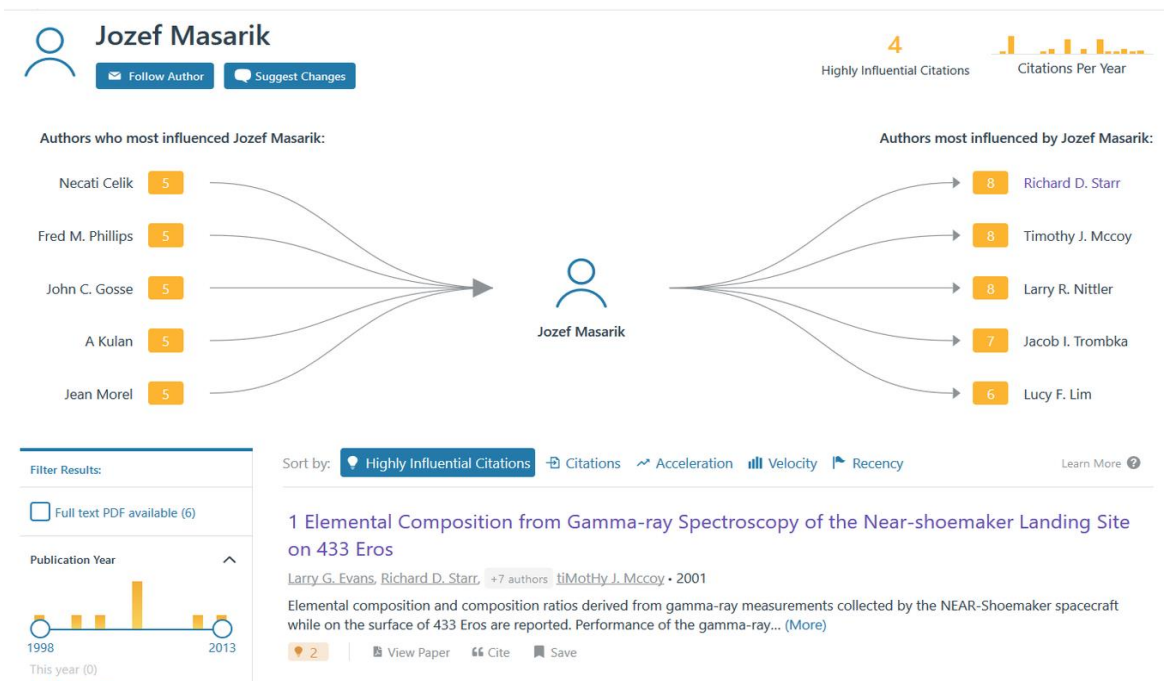 Jozef Masarik
Follow Author
Suggest Changes
4
Highly Influential Citations
Citations Per Year
Authors who most influenced Jozef Masarik:
Authors most influenced by Jozef Masarik:
Necati Celik 5
Fred M. Phillips 5
John C. Gosse 5
A Kulan 5
Jean Morel 5
Jozef Masarik
8 Richard D. Starr
8 Timothy J. Mccoy
8 Larry R. Nittler
7 Jacob I. Trombka
6 Lucy F. Lim
Filter Results:
Full text PDF available (6)
Publication Year
1998 2013
This year (0)
Sort by: Highly Influential Citations Citations Acceleration Velocity Recency Learn More ?
1 Elemental Composition from Gamma-ray Spectroscopy of the Near-shoemaker Landing Site
on 433 Eros
Larry G. Evans, Richard D. Starr, +7 authors tiMotHy J. Mccoy • 2001
Elemental composition and composition ratios derived from gamma-ray measurements collected by the NEAR-Shoemaker spacecraft
while on the surface of 433 Eros are reported. Performance of the gamma-ray... (More)
2 View Paper Cite Save